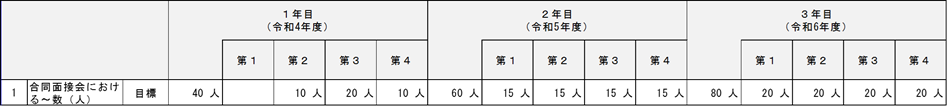 1年目
(令和4年度)
2年目
(令和5年度)
3年目
(令和6年度)
第1 第2 第3 第4 第1 第2 第3 第4 第1 第2 第3 第4
1 合同面接会におけ
る～数(人) 目標 40 人 10 人 20 人 10 人 60 人 15 人 15 人 15 人 15 人 80 人 20 人 20 人 20 人 20 人